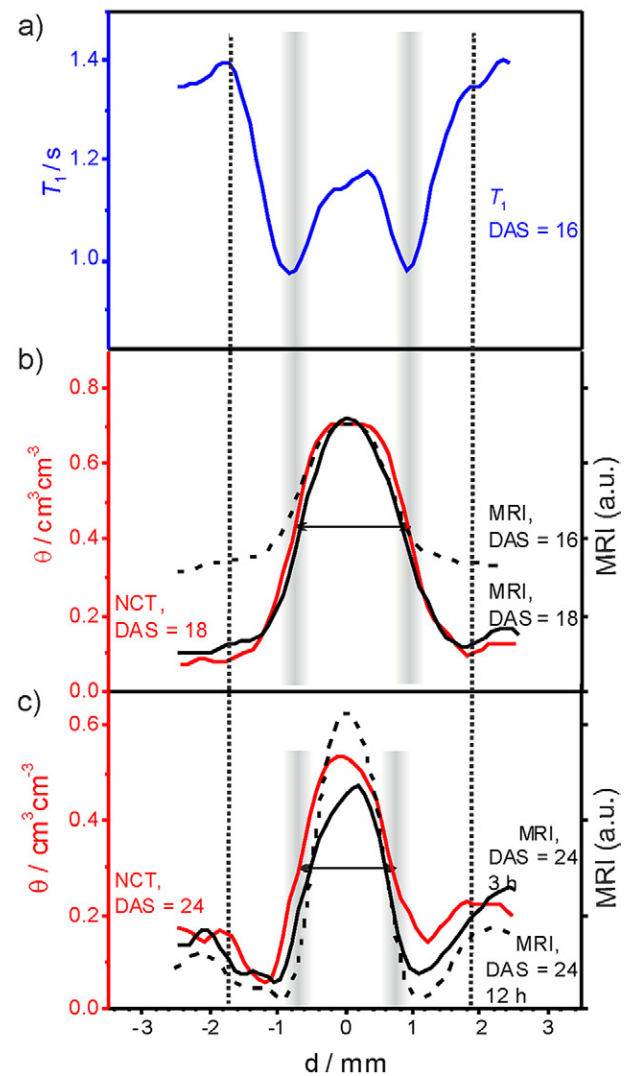 a)
1.4
1.2
1.0
T1 / s
T1
DAS = 16
b)
0.8
0.6
0.4
0.2
0.0
θ / cm3cm-3
MRI (a.u.)
MRI,
DAS = 16
NCT,
DAS = 18
MRI,
DAS = 18
c)
0.6
0.4
0.3
0.2
0.0
θ / cm3cm-3
MRI (a.u.)
NCT,
DAS = 24
MRI,
DAS = 24
3 h
MRI,
DAS = 24
12 h
-3 -2 -1 0 1 2 3
d / mm